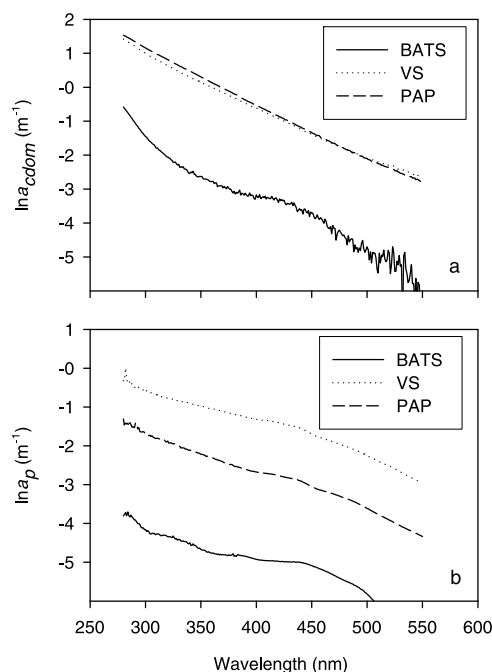 2
1
-0
-1
-2
-3
-4
-5
ln a_cdom (m⁻¹)
BATS
VS
PAP
a
1
-0
-1
-2
-3
-4
-5
ln a_p (m⁻¹)
BATS
VS
PAP
b
250 300 350 400 450 500 550 600
Wavelength (nm)